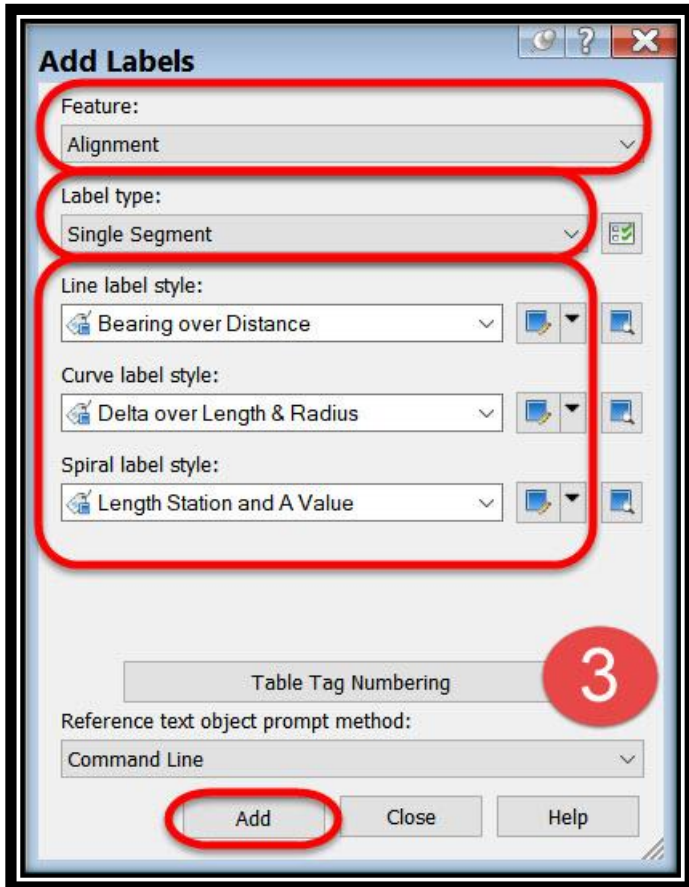 Add Labels
?
Feature:
Alignment
Label type:
Single Segment
Line label style:
Bearing over Distance
Curve label style:
Delta over Length & Radius
Spiral label style:
Length Station and A Value
Table Tag Numbering
3
Reference text object prompt method:
Command Line
Add Close Help